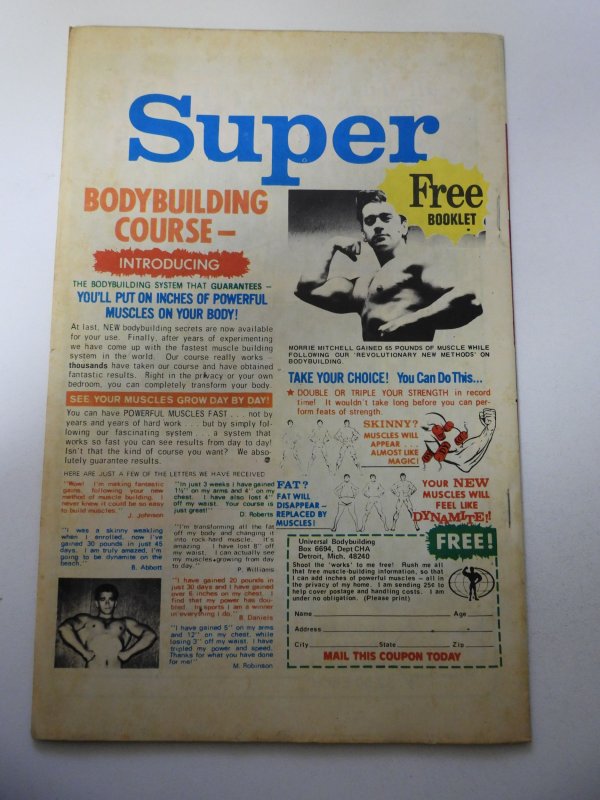 Super
Free
BOOKLET
BODYBUILDING
COURSE —
INTRODUCING
THE BODYBUILDING SYSTEM THAT GUARANTEES –
YOU'LL PUT ON INCHES OF POWERFUL
MUSCLES ON YOUR BODY!
At last, NEW bodybuilding secrets are now available
for your use. Finally, after years of experimenting
we have come up with the fastest muscle building
system in the world. Our course really works –
thousands have taken our course and have obtained
fantastic results. Right in the privacy or your own
bedroom, you can completely transform your body.
SEE YOUR MUSCLES GROW DAY BY DAY!
You can have POWERFUL MUSCLES FAST . . . not by
years and years of hard work . . . but by simply fol-
lowing our fascinating system . . . a system that
works so fast you can see results from day to day!
Isn't that the kind of course you want? We abso-
lutely guarantee results.
HERE ARE JUST A FEW OF THE LETTERS WE HAVE RECEIVED
"Wow! I'm making fantastic
gains, following your new
method of muscle building. I
never knew it could be so easy
to build muscles."
J. Johnson
"I was a skinny weakling
when I enrolled, now I've
gained 30 pounds in just 45
days. I am truly amazed, I'm
going to be dynamite on the
beach."
B. Abbott
"In just 3 weeks I have gained
1½" on my arms and 4" on my
chest. I have also lost 4"
off my waist. Your course is
just great!"
D. Roberts
"I'm transforming all the fat
off my body and changing it
into rock-hard muscle. It's
amazing. I have lost 8" off
my waist. I can actually see
my muscles growing from day
to day."
P. Williams
"I have gained 20 pounds in
just 30 days and I have gained
over 6 inches on my chest. I
find that my power has dou-
bled. In sports I am a winner
in everything I do."
B. Daniels
"I have gained 5" on my arms
and 12" on my chest, while
losing 3" off my waist. I have
tripled my power and speed.
Thanks for what you have done
for me!"
M. Robinson
MORRIE MITCHELL GAINED 65 POUNDS OF MUSCLE WHILE
FOLLOWING OUR 'REVOLUTIONARY NEW METHODS' ON
BODYBUILDING.
TAKE YOUR CHOICE! You Can Do This...
★ DOUBLE OR TRIPLE YOUR STRENGTH in record
time! It wouldn't take long before you can per-
form feats of strength.
SKINNY?
MUSCLES WILL
APPEAR . . .
ALMOST LIKE
MAGIC!
FAT?
FAT WILL
DISAPPEAR –
REPLACED BY
MUSCLES!
YOUR NEW
MUSCLES WILL
FEEL LIKE
DYNAMITE!!
FREE!
Universal Bodybuilding
Box 6694, Dept CHA
Detroit, Mich. 48240
Shoot the 'works' to me free! Rush me all
that free muscle-building information, so that
I can add inches of powerful muscles – all in
the privacy of my home. I am sending 25¢ to
help cover postage and handling costs. I am
under no obligation. (Please print)
Name Age
Address
City State Zip
MAIL THIS COUPON TODAY